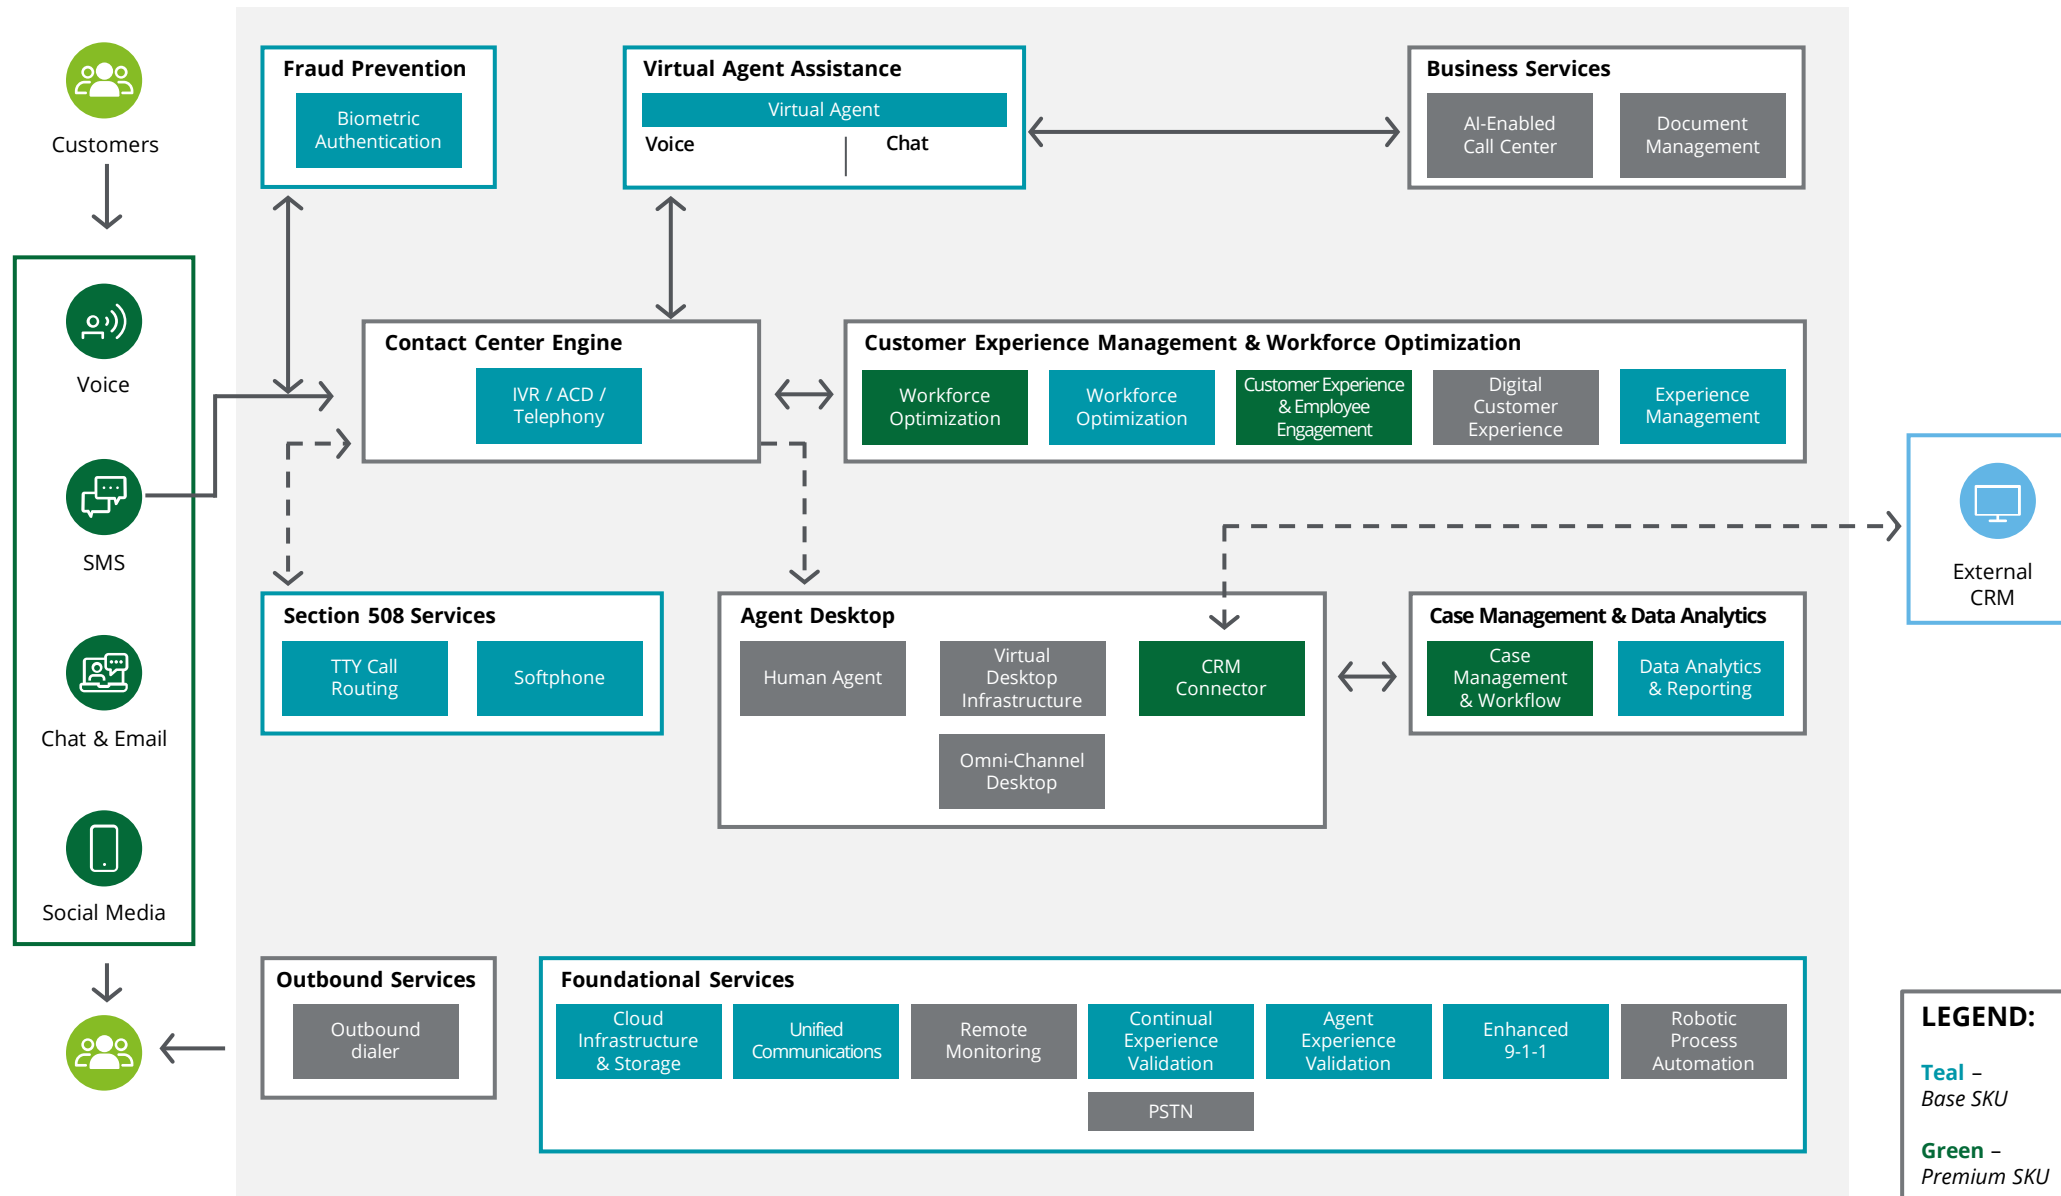 Customers
Voice
SMS
Chat & Email
Social Media
Fraud Prevention
Biometric
Authentication
Virtual Agent Assistance
Virtual Agent
Voice
Chat
Business Services
AI-Enabled
Call Center
Document
Management
Contact Center Engine
IVR / ACD /
Telephony
Customer Experience Management & Workforce Optimization
Workforce
Optimization
Workforce
Optimization
Customer Experience
& Employee
Engagement
Digital
Customer
Experience
Experience
Management
External
CRM
Section 508 Services
TTY Call
Routing
Softphone
Agent Desktop
Human Agent
Virtual
Desktop
Infrastructure
CRM
Connector
Omni-Channel
Desktop
Case Management & Data Analytics
Case
Management
& Workflow
Data Analytics
& Reporting
Outbound Services
Outbound
dialer
Foundational Services
Cloud
Infrastructure
& Storage
Unified
Communications
Remote
Monitoring
Continual
Experience
Validation
Agent
Experience
Validation
Enhanced
9-1-1
Robotic
Process
Automation
PSTN
LEGEND:
Teal –
Base SKU
Green –
Premium SKU